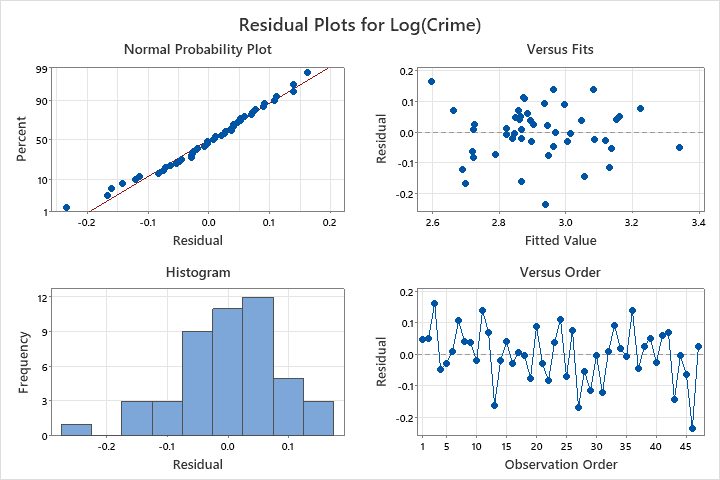 Residual Plots for Log(Crime)
Normal Probability Plot
99
90
50
10
1
Percent
-0.2 -0.1 0.0 0.1 0.2
Residual
Versus Fits
0.2
0.1
0.0
-0.1
-0.2
Residual
2.6 2.8 3.0 3.2 3.4
Fitted Value
Histogram
12
9
6
3
0
Frequency
-0.2 -0.1 0.0 0.1
Residual
Versus Order
0.2
0.1
0.0
-0.1
-0.2
Residual
1 5 10 15 20 25 30 35 40 45
Observation Order